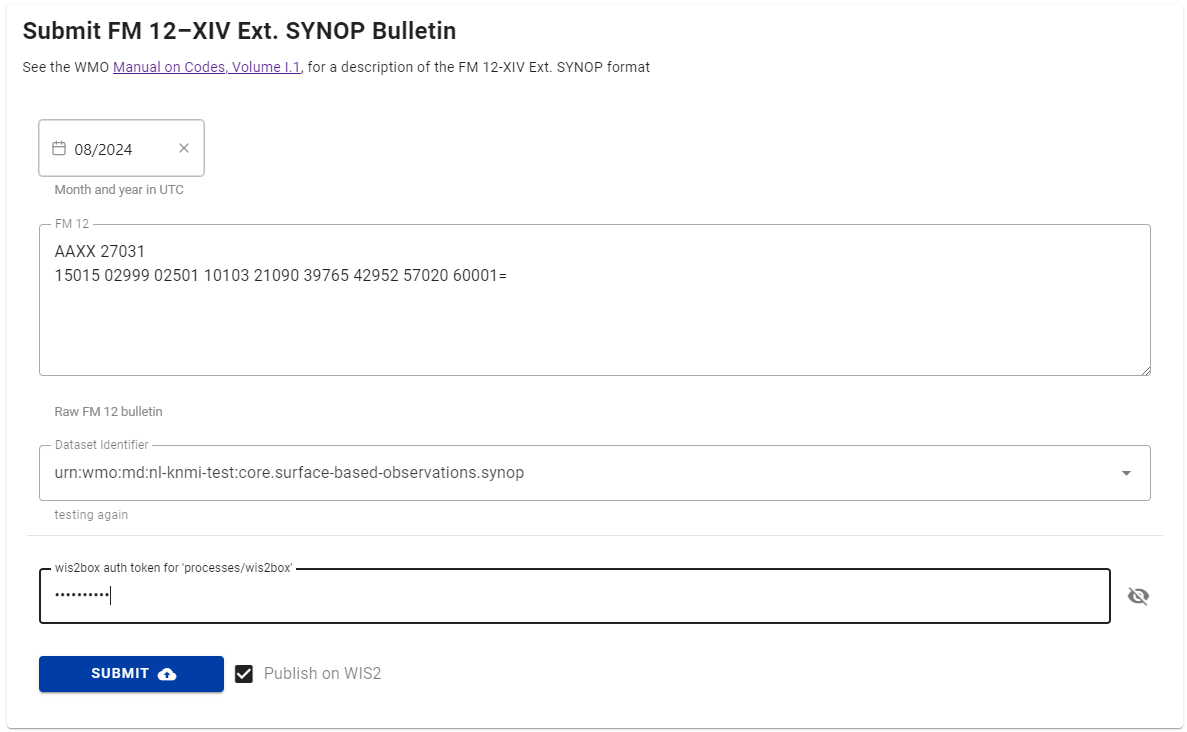 Submit FM 12–XIV Ext. SYNOP Bulletin
See the WMO Manual on Codes, Volume I.1, for a description of the FM 12-XIV Ext. SYNOP format
08/2024
Month and year in UTC
FM 12
AAXX 27031
15015 02999 02501 10103 21090 39765 42952 57020 60001=
Raw FM 12 bulletin
Dataset Identifier
urn:wmo:md:nl-knmi-test:core.surface-based-observations.synop
testing again
wis2box auth token for 'processes/wis2box'
••••••••••
SUBMIT
Publish on WIS2